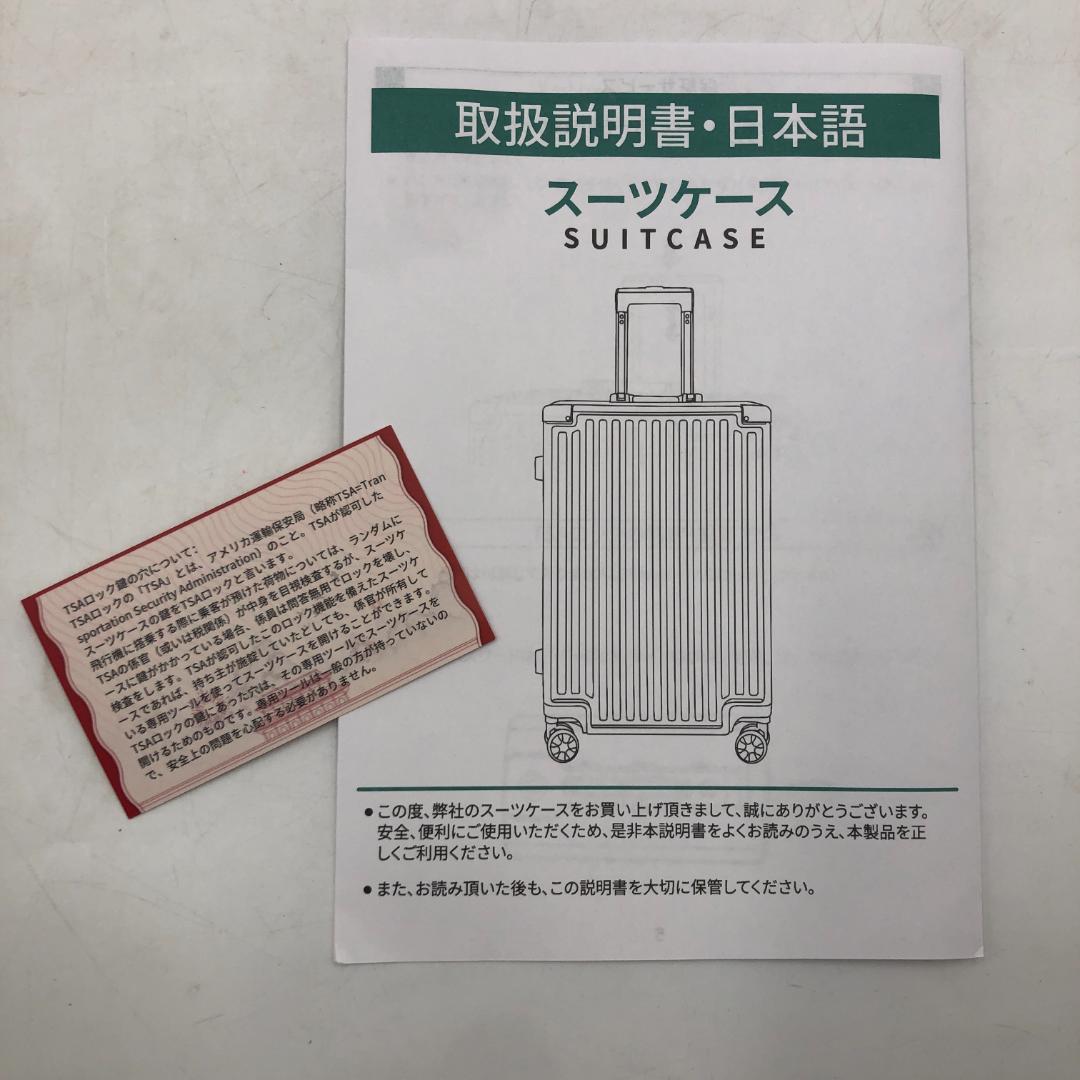 取扱説明書・日本語
スーツケース
SUITCASE
TSAロック鍵の穴について:
TSAロックの「TSA」とは、アメリカ運輸保安局（略称TSA=Tran
sportation Security Administration）のこと。TSAが認可した
スーツケースの鍵をTSAロックと言います。
飛行機に搭乗する際に乗客が預けた荷物については、ランダムに
TSAの係官（或いは税関係）が中身を目視検査するが、スーツケ
ースに鍵がかかっている場合、係員は問答無用でロックを壊し、
検査をします。TSAが認可したこのロック機能を備えたスーツケ
ースであれば、持ち主が施錠していたとしても、係官が所有して
いる専用ツールを使ってスーツケースを開けることができます。
TSAロックの鍵にあった穴は、その専用ツールでスーツケースを
開けるためのものです。専用ツールは一般の方が持っていないの
で、安全上の問題を心配する必要がありません。
●この度、弊社のスーツケースをお買い上げ頂きまして、誠にありがとうございます。
安全、便利にご使用いただくため、是非本説明書をよくお読みのうえ、本製品を正
しくご利用ください。
●また、お読み頂いた後も、この説明書を大切に保管してください。